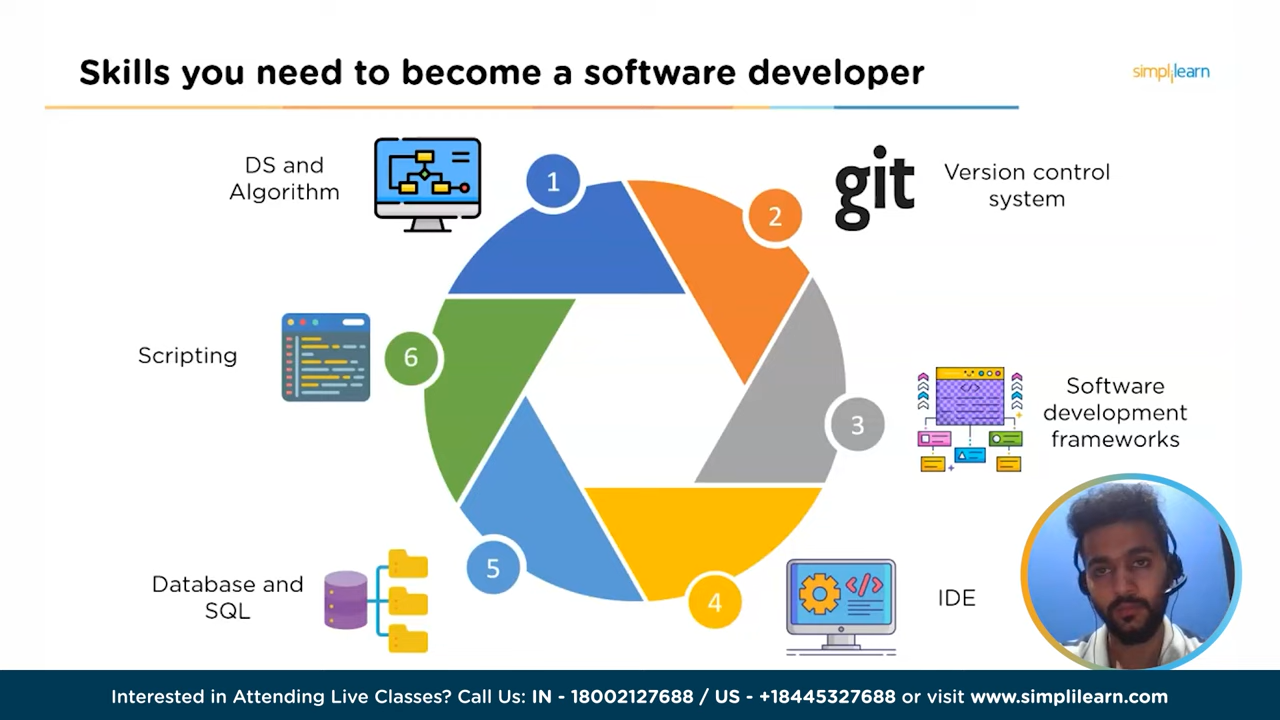 Skills you need to become a software developer
simplilearn
DS and
Algorithm
1
2
git
Version control
system
Scripting
6
3
Software
development
frameworks
Database and
SQL
5
4
IDE
Interested in Attending Live Classes? Call Us: IN - 18002127688 / US - +18445327688 or visit www.simplilearn.com